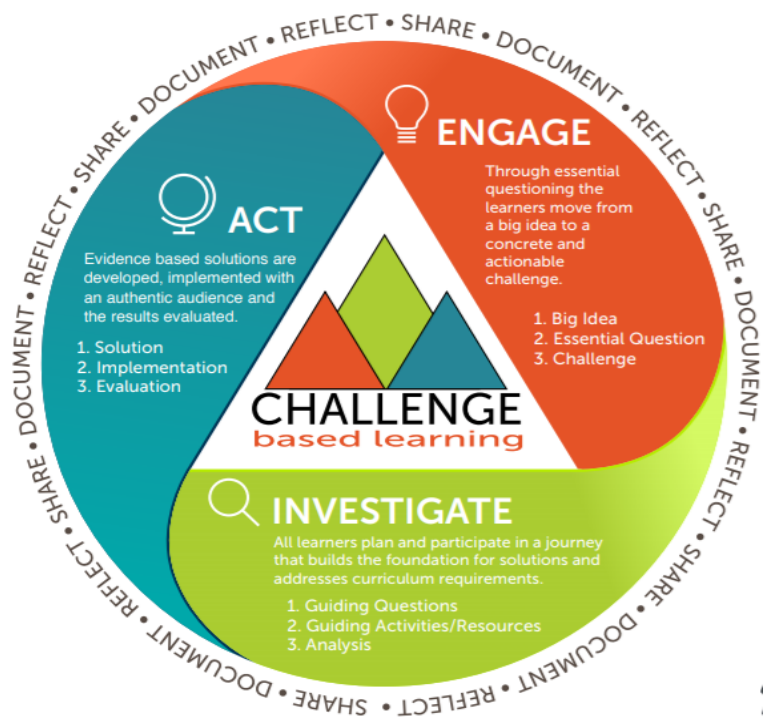 REFLECT • SHARE • DOCUMENT • REFLECT • SHARE • DOCUMENT • REFLECT • SHARE • DOCUMENT • REFLECT • SHARE • DOCUMENT • REFLECT • SHARE • DOCUMENT • REFLECT • SHARE • DOCUMENT •
ENGAGE
Through essential
questioning the
learners move from
a big idea to a
concrete and
actionable
challenge.
1. Big Idea
2. Essential Question
3. Challenge
ACT
Evidence based solutions are
developed, implemented with
an authentic audience and
the results evaluated.
1. Solution
2. Implementation
3. Evaluation
CHALLENGE
based learning
INVESTIGATE
All learners plan and participate in a journey
that builds the foundation for solutions and
addresses curriculum requirements.
1. Guiding Questions
2. Guiding Activities/Resources
3. Analysis